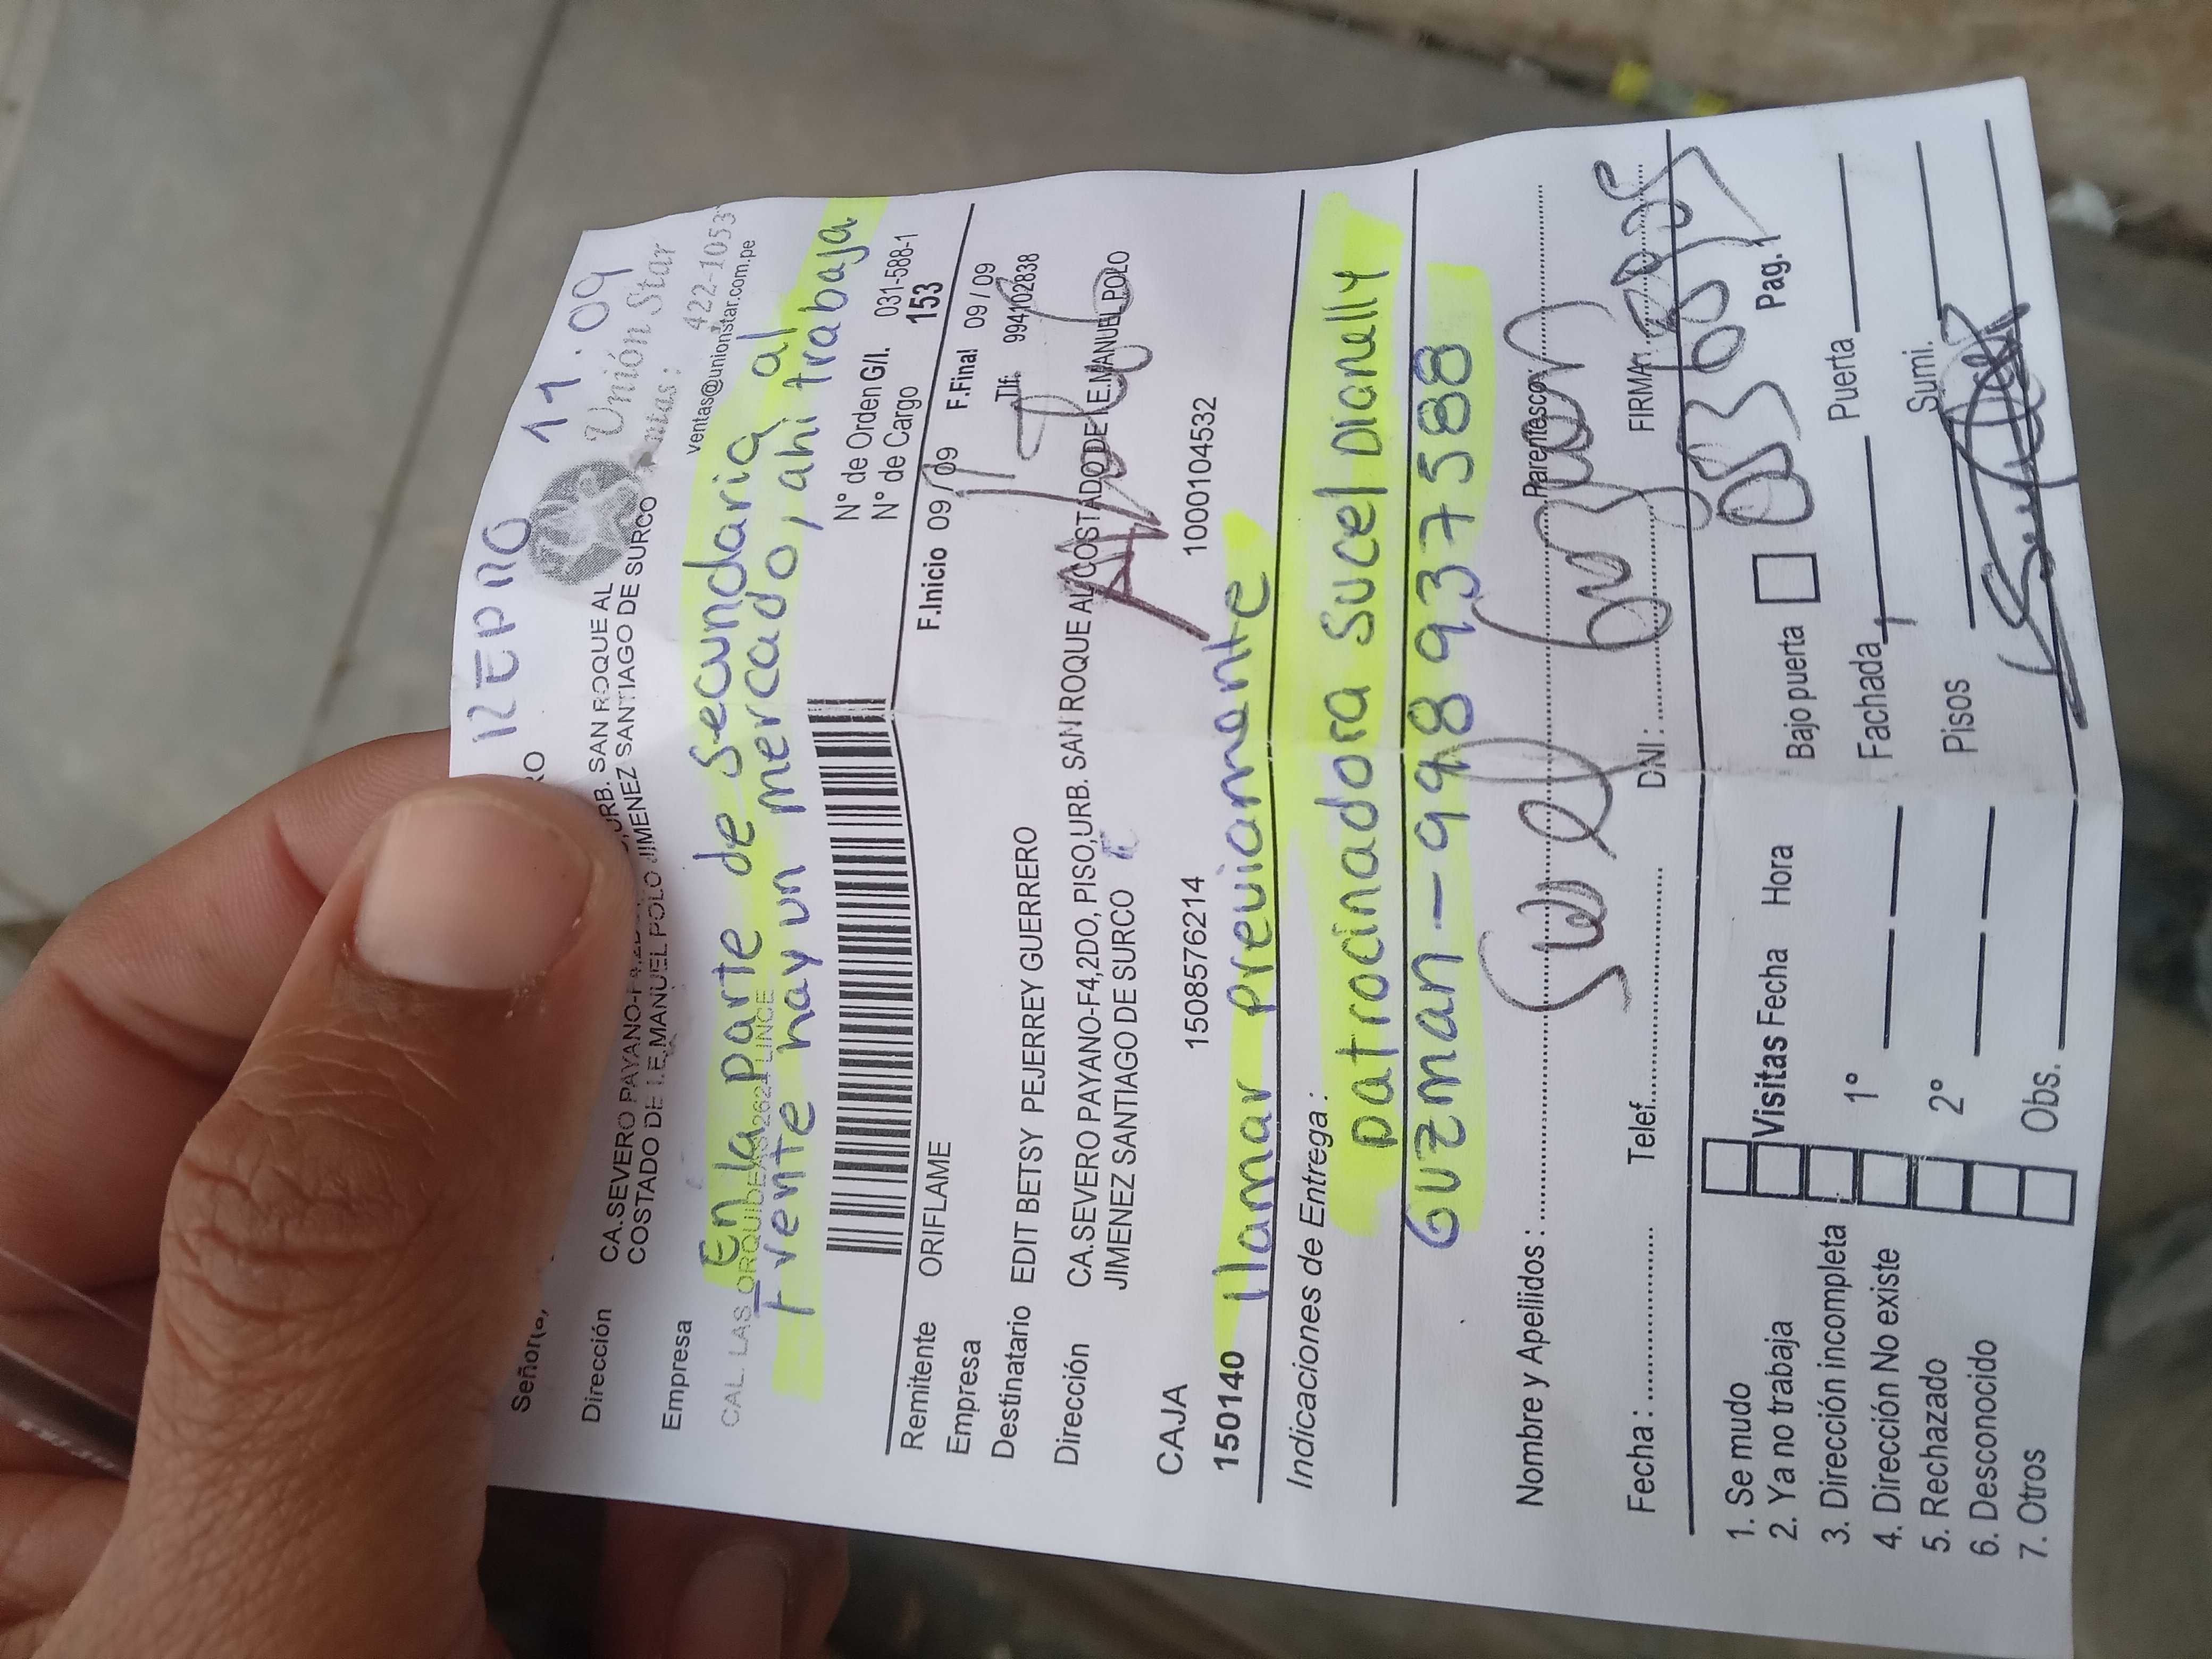 12EPNO 11.09
RO
Unión Star
422-1053
ventas@unionstar.com.pe
Dirección CA.SEVERO PAYANO-F4,2D URB. SAN ROQUE AL
COSTADO DE I.E.MANUEL POLO JIMENEZ SANTIAGO DE SURCO
Empresa
CAL. LAS ORQUIDEAS 2624 LINCE
En la parte de secundaria al
Frente hay un mercado, ahi trabaja
N° de Orden G/I. 031-588-1
N° de Cargo 153
Remitente ORIFLAME
F.Inicio 09/09 F.Final 09/09
Empresa
Destinatario EDIT BETSY PEJERREY GUERRERO Tlf: 994102838
Dirección CA.SEVERO PAYANO-F4,2DO, PISO,URB. SAN ROQUE AL COSTADO DE I.E.MANUEL POLO
JIMENEZ SANTIAGO DE SURCO
CAJA 1508576214 1000104532
150140 llamar previamente
Indicaciones de Entrega :
patrocinadora Sucel Dianelly
Guzman - 998937588
Nombre y Apellidos : Parentesco
Sucel Guzman
Fecha : Telef. DNI : FIRMA
Pag. 1
1. Se mudo
2. Ya no trabaja Visitas Fecha Hora Bajo puerta
3. Dirección incompleta
4. Dirección No existe 1° Fachada Puerta
5. Rechazado
6. Desconocido 2° Pisos Sumi.
7. Otros
Obs.